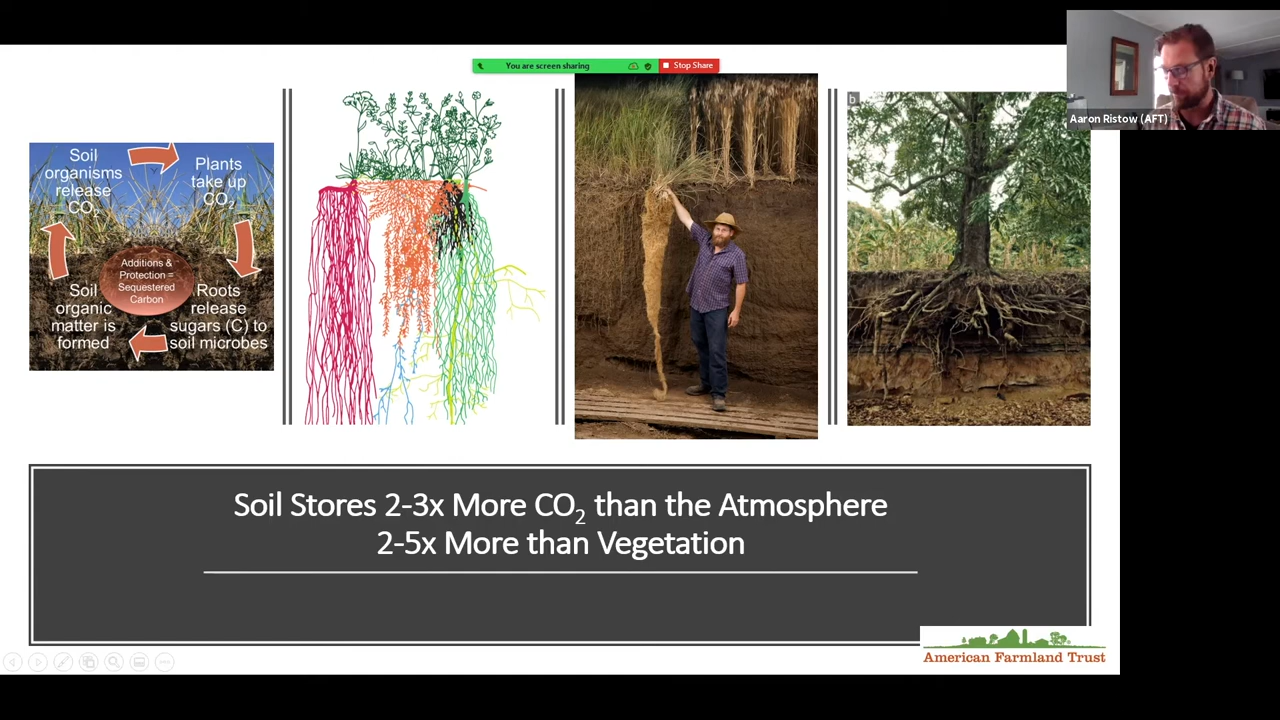 You are screen sharing
Stop Share
Aaron Ristow (AFT)
Soil
organisms
release
CO2
Plants
take up
CO2
Additions &
Protection =
Sequestered
Carbon
Soil
organic
matter is
formed
Roots
release
sugars (C) to
soil microbes
b
Soil Stores 2-3x More CO₂ than the Atmosphere
2-5x More than Vegetation
American Farmland Trust